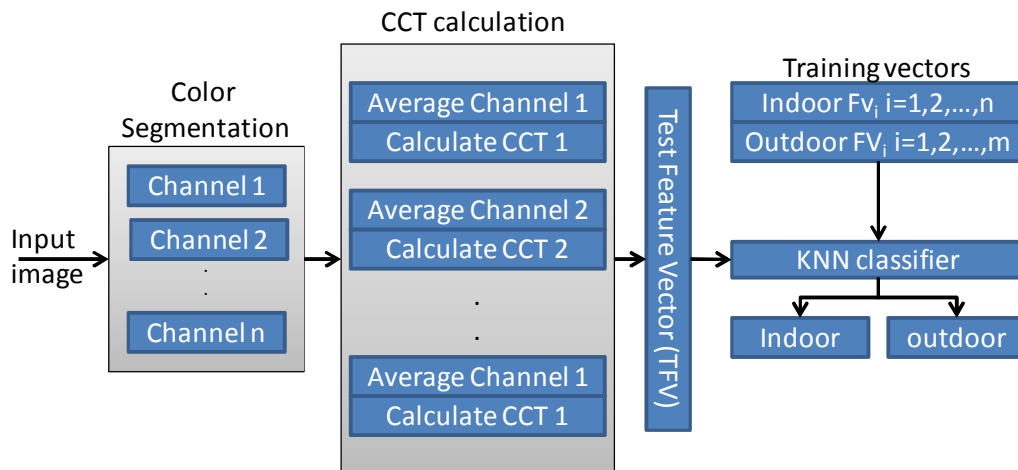 Input
image
Color
Segmentation
Channel 1
Channel 2
.
.
Channel n
CCT calculation
Average Channel 1
Calculate CCT 1
Average Channel 2
Calculate CCT 2
.
.
Average Channel 1
Calculate CCT 1
Test Feature Vector (TFV)
Training vectors
Indoor Fvᵢ i=1,2,...,n
Outdoor FVᵢ i=1,2,...,m
KNN classifier
Indoor
outdoor